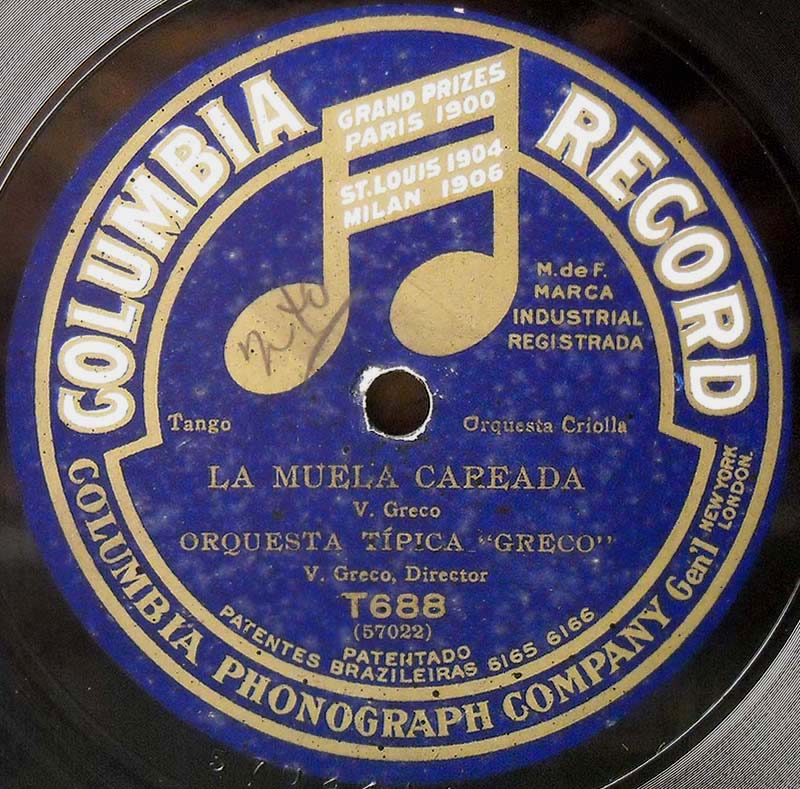 COLUMBIA RECORD
GRAND PRIZES
PARIS 1900
ST. LOUIS 1904
MILAN 1906
M. de F.
MARCA
INDUSTRIAL
REGISTRADA
Tango
Orquesta Criolla
LA MUELA CAREADA
V. Greco
ORQUESTA TÍPICA "GRECO"
V. Greco, Director
T688
(57022)
PATENTADO
PATENTES BRAZILEIRAS 6165 6166
COLUMBIA PHONOGRAPH COMPANY Gen'l
NEW YORK
LONDON.